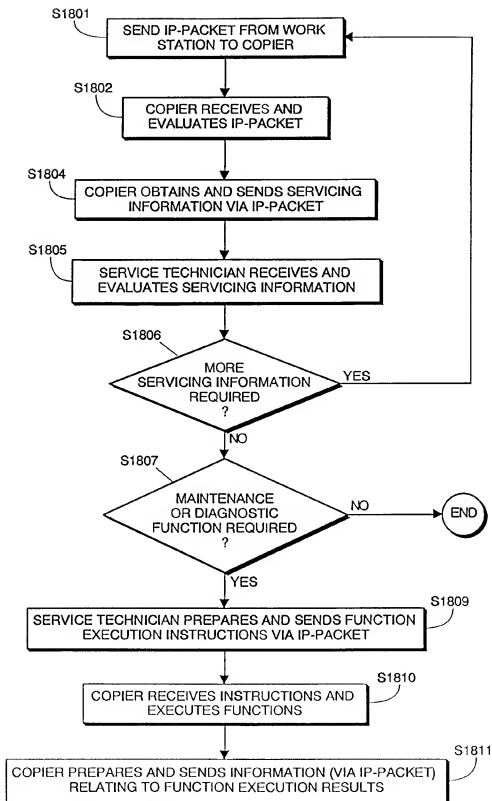 S1801
SEND IP-PACKET FROM WORK
STATION TO COPIER
S1802
COPIER RECEIVES AND
EVALUATES IP-PACKET
S1804
COPIER OBTAINS AND SENDS SERVICING
INFORMATION VIA IP-PACKET
S1805
SERVICE TECHNICIAN RECEIVES AND
EVALUATES SERVICING INFORMATION
S1806
MORE
SERVICING INFORMATION
REQUIRED
?
YES
NO
S1807
MAINTENANCE
OR DIAGNOSTIC
FUNCTION REQUIRED
?
NO
END
YES
S1809
SERVICE TECHNICIAN PREPARES AND SENDS FUNCTION
EXECUTION INSTRUCTIONS VIA IP-PACKET
S1810
COPIER RECEIVES INSTRUCTIONS AND
EXECUTES FUNCTIONS
S1811
COPIER PREPARES AND SENDS INFORMATION (VIA IP-PACKET)
RELATING TO FUNCTION EXECUTION RESULTS